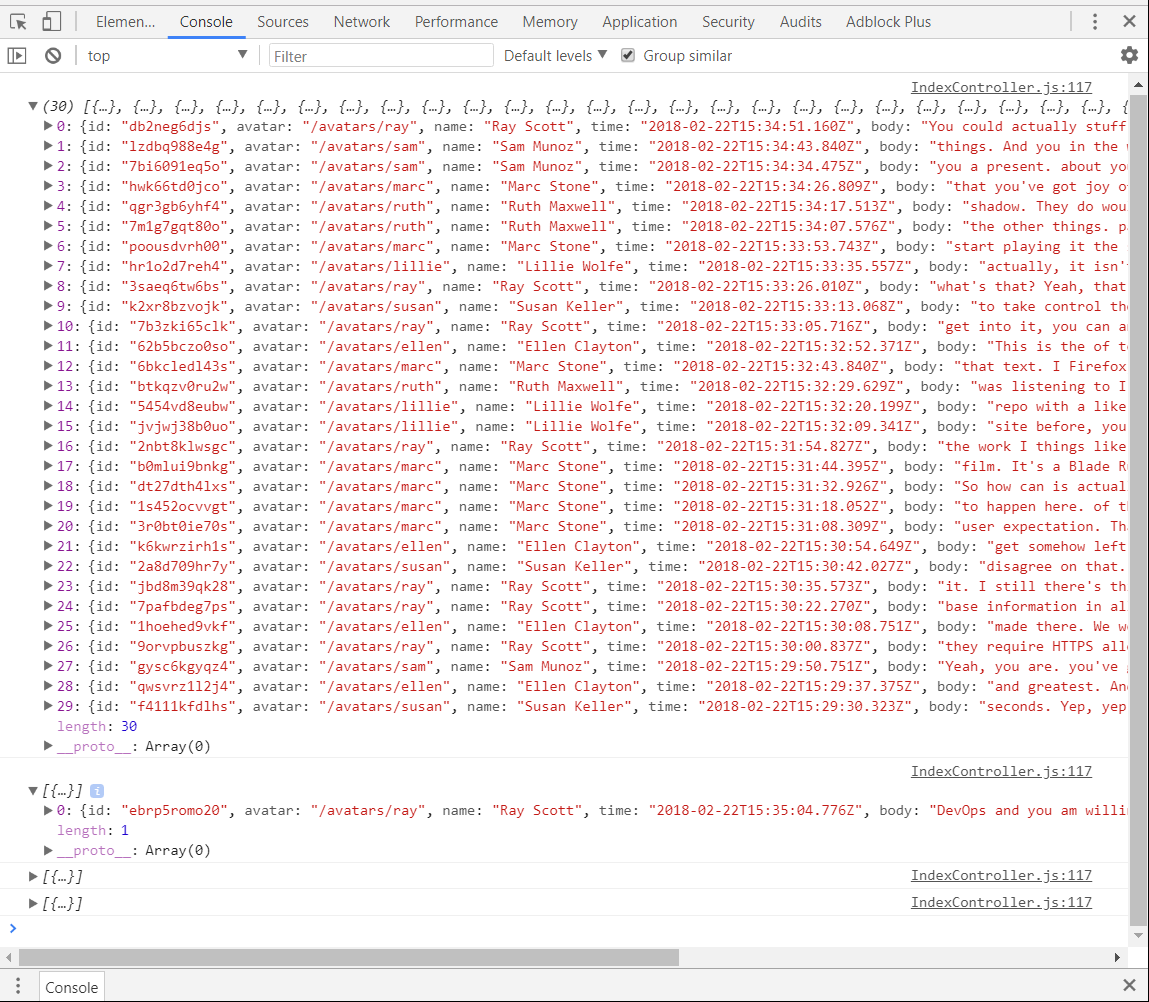 Elemen... Console Sources Network Performance Memory Application Security Audits Adblock Plus
top Filter Default levels Group similar
IndexController.js:117
(30) [{…}, {…}, {…}, {…}, {…}, {…}, {…}, {…}, {…}, {…}, {…}, {…}, {…}, {…}, {…}, {…}, {…}, {…}, {…}, {…}, {…}, {…}, {…}, {…}, {…}, {
0: {id: "db2neg6djs", avatar: "/avatars/ray", name: "Ray Scott", time: "2018-02-22T15:34:51.160Z", body: "You could actually stuff
1: {id: "lzdbq988e4g", avatar: "/avatars/sam", name: "Sam Munoz", time: "2018-02-22T15:34:43.840Z", body: "things. And you in the
2: {id: "7bi6091eq5o", avatar: "/avatars/sam", name: "Sam Munoz", time: "2018-02-22T15:34:34.475Z", body: "you a present. about you
3: {id: "hwk66td0jco", avatar: "/avatars/marc", name: "Marc Stone", time: "2018-02-22T15:34:26.809Z", body: "that you've got joy o
4: {id: "qgr3gb6yhf4", avatar: "/avatars/ruth", name: "Ruth Maxwell", time: "2018-02-22T15:34:17.513Z", body: "shadow. They do wou
5: {id: "7m1g7gqt80o", avatar: "/avatars/ruth", name: "Ruth Maxwell", time: "2018-02-22T15:34:07.576Z", body: "the other things. p
6: {id: "poousdvrh00", avatar: "/avatars/marc", name: "Marc Stone", time: "2018-02-22T15:33:53.743Z", body: "start playing it the
7: {id: "hr1o2d7reh4", avatar: "/avatars/lillie", name: "Lillie Wolfe", time: "2018-02-22T15:33:35.557Z", body: "actually, it isn'
8: {id: "3saeq6tw6bs", avatar: "/avatars/ray", name: "Ray Scott", time: "2018-02-22T15:33:26.010Z", body: "what's that? Yeah, that
9: {id: "k2xr8bzvojk", avatar: "/avatars/susan", name: "Susan Keller", time: "2018-02-22T15:33:13.068Z", body: "to take control th
10: {id: "7b3zki65clk", avatar: "/avatars/ray", name: "Ray Scott", time: "2018-02-22T15:33:05.716Z", body: "get into it, you can a
11: {id: "62b5bczo0so", avatar: "/avatars/ellen", name: "Ellen Clayton", time: "2018-02-22T15:32:52.371Z", body: "This is the of t
12: {id: "6bkcledl43s", avatar: "/avatars/marc", name: "Marc Stone", time: "2018-02-22T15:32:43.840Z", body: "that text. I Firefox
13: {id: "btkqzv0ru2w", avatar: "/avatars/ruth", name: "Ruth Maxwell", time: "2018-02-22T15:32:29.629Z", body: "was listening to I
14: {id: "5454vd8eubw", avatar: "/avatars/lillie", name: "Lillie Wolfe", time: "2018-02-22T15:32:20.199Z", body: "repo with a like
15: {id: "jvjwj38b0uo", avatar: "/avatars/lillie", name: "Lillie Wolfe", time: "2018-02-22T15:32:09.341Z", body: "site before, you
16: {id: "2nbt8klwsgc", avatar: "/avatars/ray", name: "Ray Scott", time: "2018-02-22T15:31:54.827Z", body: "the work I things like
17: {id: "b0mlui9bnkg", avatar: "/avatars/marc", name: "Marc Stone", time: "2018-02-22T15:31:44.395Z", body: "film. It's a Blade R
18: {id: "dt27dth4lxs", avatar: "/avatars/marc", name: "Marc Stone", time: "2018-02-22T15:31:32.926Z", body: "So how can is actual
19: {id: "1s452ocvvgt", avatar: "/avatars/marc", name: "Marc Stone", time: "2018-02-22T15:31:18.052Z", body: "to happen here. of t
20: {id: "3r0bt0ie70s", avatar: "/avatars/marc", name: "Marc Stone", time: "2018-02-22T15:31:08.309Z", body: "user expectation. Th
21: {id: "k6kwrzirh1s", avatar: "/avatars/ellen", name: "Ellen Clayton", time: "2018-02-22T15:30:54.649Z", body: "get somehow left
22: {id: "2a8d709hr7y", avatar: "/avatars/susan", name: "Susan Keller", time: "2018-02-22T15:30:42.027Z", body: "disagree on that.
23: {id: "jbd8m39qk28", avatar: "/avatars/ray", name: "Ray Scott", time: "2018-02-22T15:30:35.573Z", body: "it. I still there's th
24: {id: "7pafbdeg7ps", avatar: "/avatars/ray", name: "Ray Scott", time: "2018-02-22T15:30:22.270Z", body: "base information in al
25: {id: "1hoehed9vkf", avatar: "/avatars/ellen", name: "Ellen Clayton", time: "2018-02-22T15:30:08.751Z", body: "made there. We w
26: {id: "9orvpbuszkg", avatar: "/avatars/ray", name: "Ray Scott", time: "2018-02-22T15:30:00.837Z", body: "they require HTTPS all
27: {id: "gysc6kgyqz4", avatar: "/avatars/sam", name: "Sam Munoz", time: "2018-02-22T15:29:50.751Z", body: "Yeah, you are. you've
28: {id: "qwsvrz1l2j4", avatar: "/avatars/ellen", name: "Ellen Clayton", time: "2018-02-22T15:29:37.375Z", body: "and greatest. An
29: {id: "f4111kfdlhs", avatar: "/avatars/susan", name: "Susan Keller", time: "2018-02-22T15:29:30.323Z", body: "seconds. Yep, yep
length: 30
__proto__: Array(0)
IndexController.js:117
[{…}] i
0: {id: "ebrp5romo20", avatar: "/avatars/ray", name: "Ray Scott", time: "2018-02-22T15:35:04.776Z", body: "DevOps and you am willi
length: 1
__proto__: Array(0)
[{…}] IndexController.js:117
[{…}] IndexController.js:117
Console